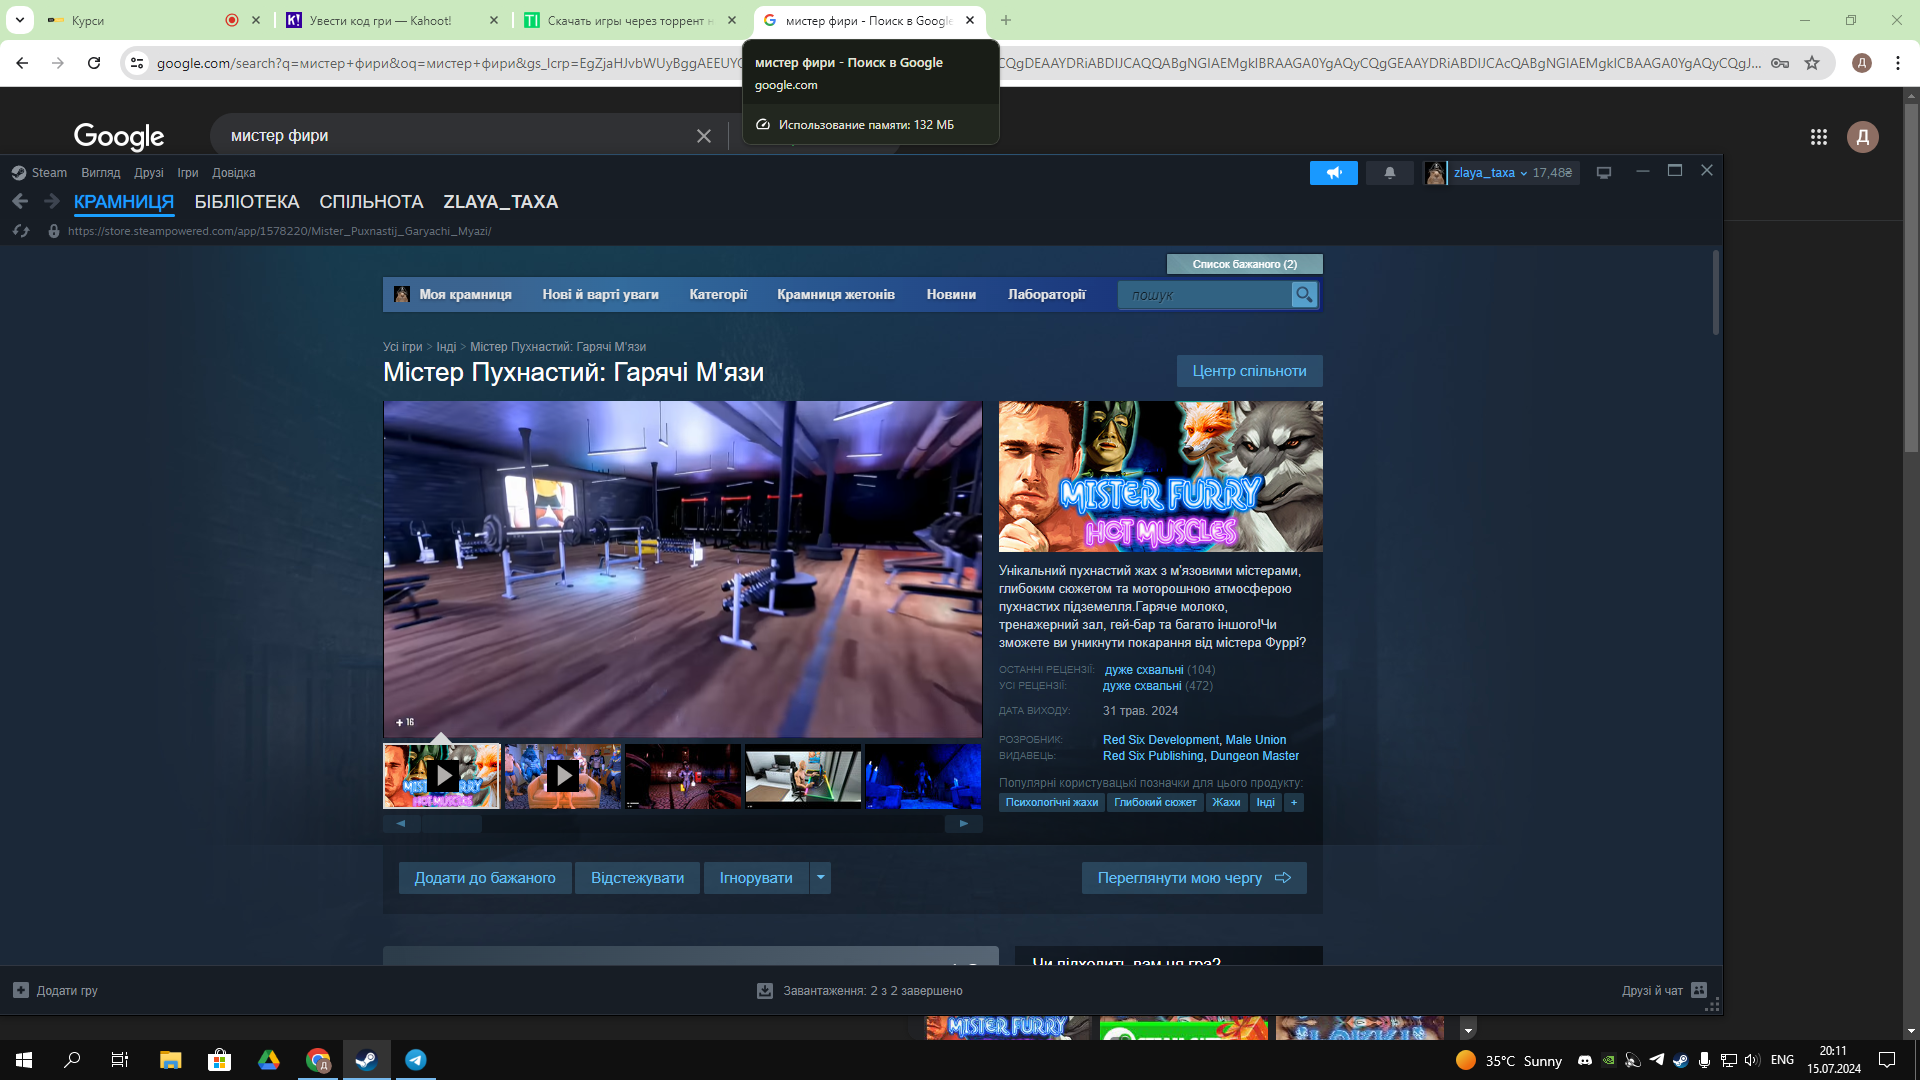 Курси
Увести код гри — Kahoot!
Скачать игры через торрент н
мистер фири - Поиск в Google
google.com/search?q=мистер+фири&oq=мистер+фири&gs_lcrp=EgZjaHJvbWUyBggAEEUYO
мистер фири - Поиск в Google
google.com
Использование памяти: 132 МБ
Google
мистер фири
Д
Д
Steam
Вигляд
Друзі
Ігри
Довідка
zlaya_taxa
17,48₴
КРАМНИЦЯ
БІБЛІОТЕКА
СПІЛЬНОТА
ZLAYA_TAXA
https://store.steampowered.com/app/1578220/Mister_Puxnastij_Garyachi_Myazi/
Список бажаного (2)
Моя крамниця
Нові й варті уваги
Категорії
Крамниця жетонів
Новини
Лабораторії
пошук
Усі ігри > Інді > Містер Пухнастий: Гарячі М'язи
Містер Пухнастий: Гарячі М'язи
Центр спільноти
MISTER FURRY
HOT MUSCLES
Унікальний пухнастий жах з м'язовими містерами,
глибоким сюжетом та моторошною атмосферою
пухнастих підземелля.Гаряче молоко,
тренажерний зал, гей-бар та багато іншого!Чи
зможете ви уникнути покарання від містера Фуррі?
ОСТАННІ РЕЦЕНЗІЇ: дуже схвальні (104)
УСІ РЕЦЕНЗІЇ: дуже схвальні (472)
ДАТА ВИХОДУ: 31 трав. 2024
РОЗРОБНИК: Red Six Development, Male Union
ВИДАВЕЦЬ: Red Six Publishing, Dungeon Master
Популярні користувацькі позначки для цього продукту:
Психологічні жахи
Глибокий сюжет
Жахи
Інді
+
+ 16
Додати до бажаного
Відстежувати
Ігнорувати
Переглянути мою чергу
Чи підходить вам ця гра?
Додати гру
Завантаження: 2 з 2 завершено
Друзі й чат
MISTER FURRY
35°C Sunny
ENG
20:11
15.07.2024